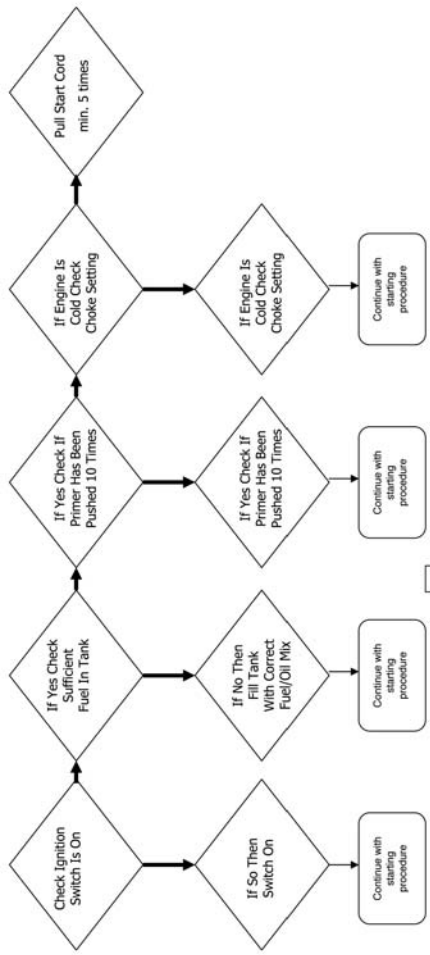 Check Ignition
Switch Is On
If Yes Check
Sufficient
Fuel In Tank
If Yes Check If
Primer Has Been
Pushed 10 Times
If Engine Is
Cold Check
Choke Setting
Pull Start Cord
min. 5 times
If So Then
Switch On
If No Then
Fill Tank
With Correct
Fuel/Oil Mix
If Yes Check If
Primer Has Been
Pushed 10 Times
If Engine Is
Cold Check
Choke Setting
Continue with
starting
procedure
Continue with
starting
procedure
Continue with
starting
procedure
Continue with
starting
procedure